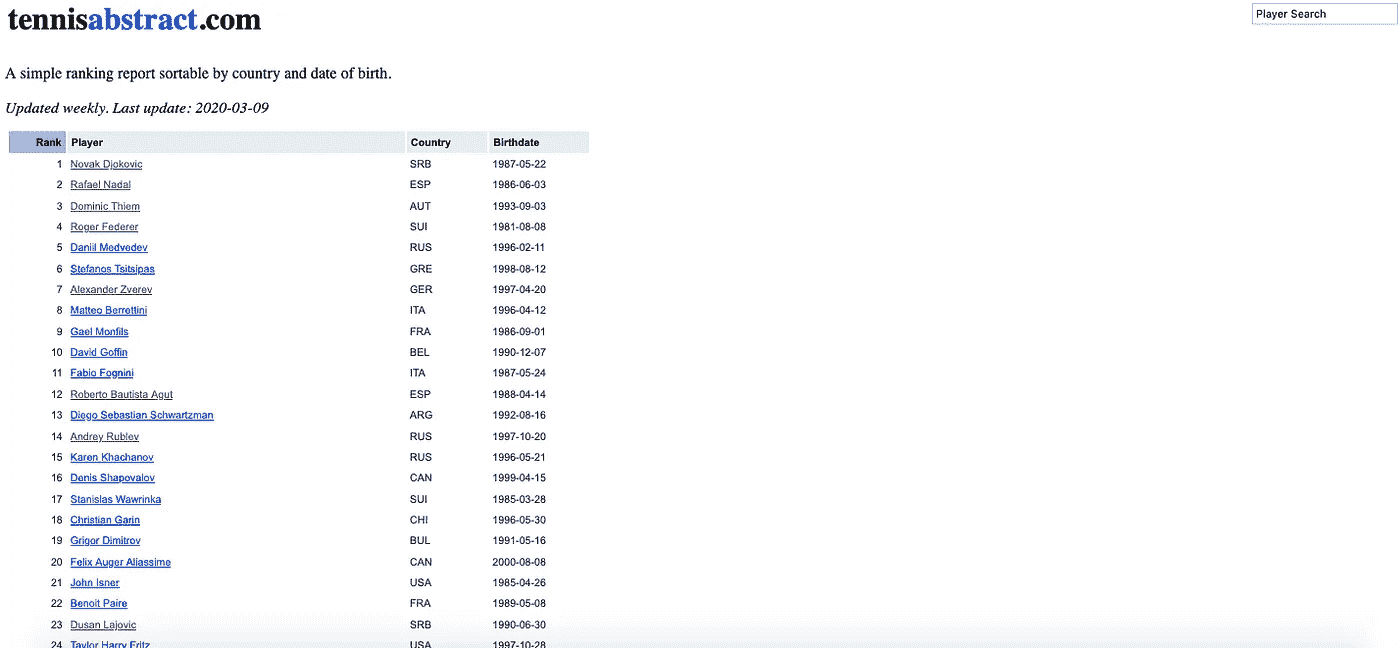 tennisabstract.com
Player Search
A simple ranking report sortable by country and date of birth.
Updated weekly. Last update: 2020-03-09
Rank Player Country Birthdate
1 Novak Djokovic SRB 1987-05-22
2 Rafael Nadal ESP 1986-06-03
3 Dominic Thiem AUT 1993-09-03
4 Roger Federer SUI 1981-08-08
5 Daniil Medvedev RUS 1996-02-11
6 Stefanos Tsitsipas GRE 1998-08-12
7 Alexander Zverev GER 1997-04-20
8 Matteo Berrettini ITA 1996-04-12
9 Gael Monfils FRA 1986-09-01
10 David Goffin BEL 1990-12-07
11 Fabio Fognini ITA 1987-05-24
12 Roberto Bautista Agut ESP 1988-04-14
13 Diego Sebastian Schwartzman ARG 1992-08-16
14 Andrey Rublev RUS 1997-10-20
15 Karen Khachanov RUS 1996-05-21
16 Denis Shapovalov CAN 1999-04-15
17 Stanislas Wawrinka SUI 1985-03-28
18 Christian Garin CHI 1996-05-30
19 Grigor Dimitrov BUL 1991-05-16
20 Felix Auger Aliassime CAN 2000-08-08
21 John Isner USA 1985-04-26
22 Benoit Paire FRA 1989-05-08
23 Dusan Lajovic SRB 1990-06-30
24 Taylor Harry Fritz USA 1997-10-28